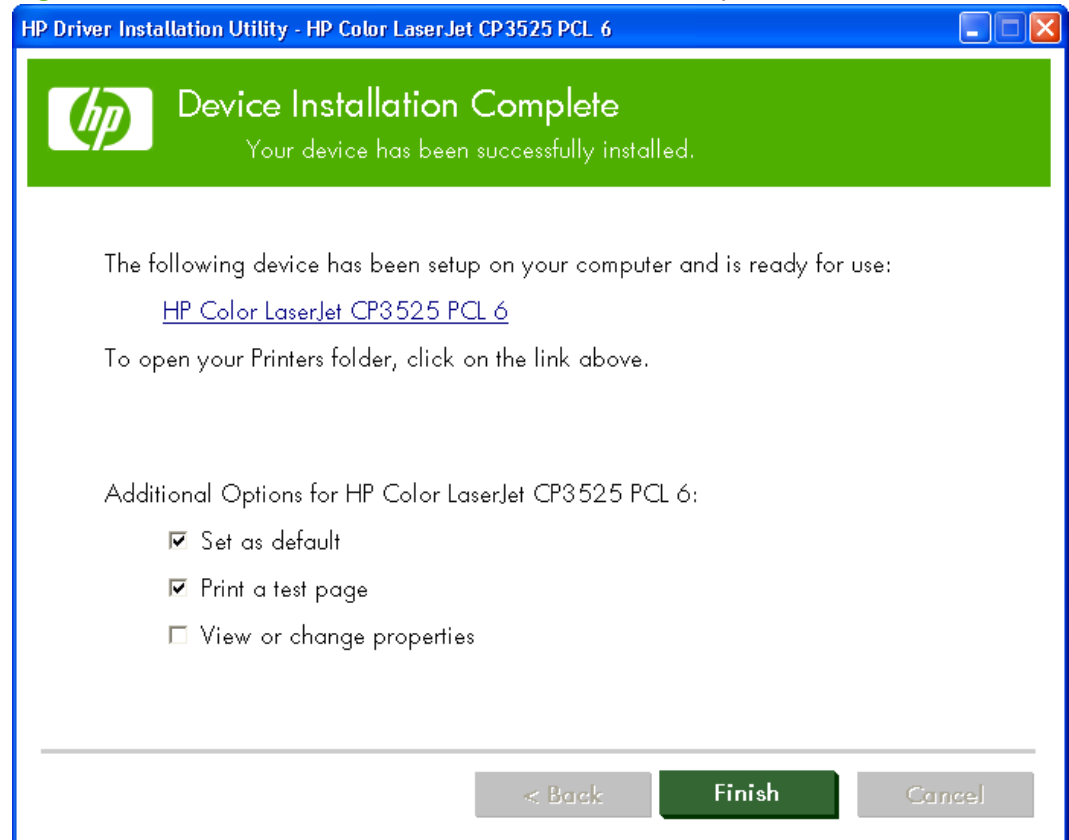 HP Driver Installation Utility - HP Color LaserJet CP3525 PCL 6
hp
Device Installation Complete
Your device has been successfully installed.
The following device has been setup on your computer and is ready for use:
HP Color LaserJet CP3525 PCL 6
To open your Printers folder, click on the link above.
Additional Options for HP Color LaserJet CP3525 PCL 6:
Set as default
Print a test page
View or change properties
< Back Finish Cancel